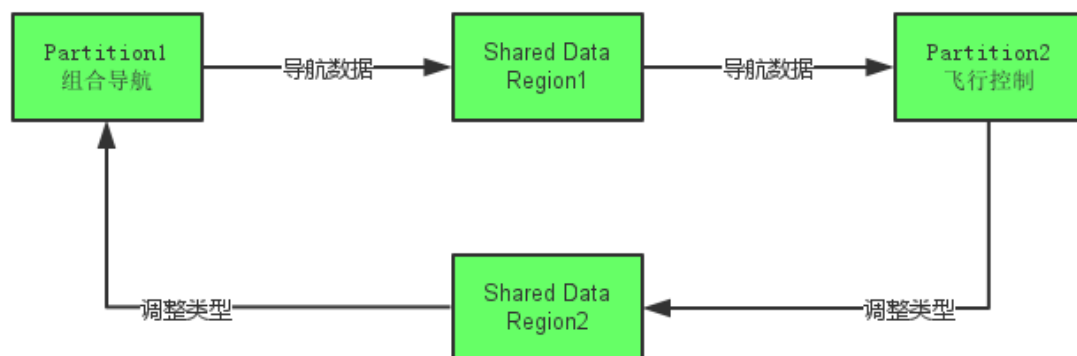 Partition1
组合导航
导航数据
Shared Data
Region1
导航数据
Partition2
飞行控制
调整类型
Shared Data
Region2
调整类型